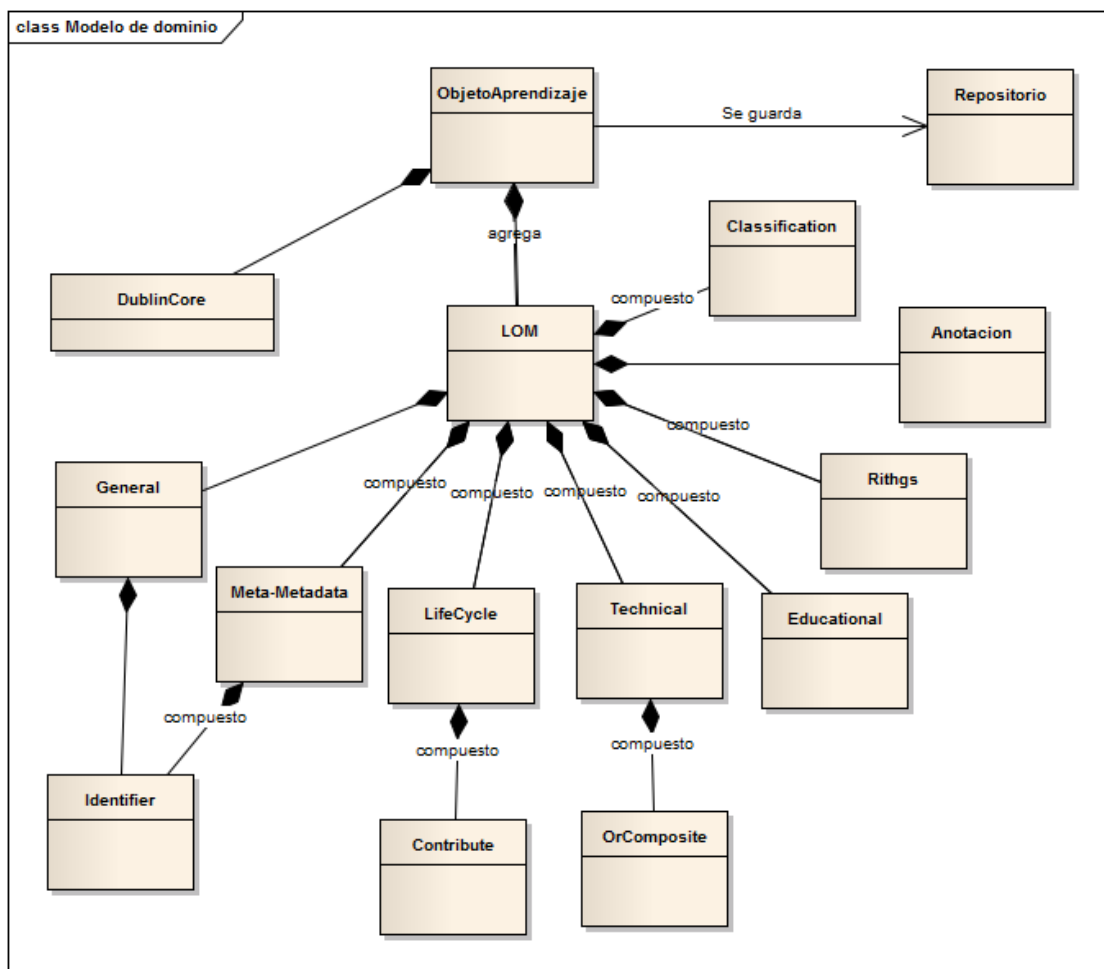 class Modelo de dominio
ObjetoAprendizaje
Repositorio
Se guarda
Classification
agrega
DublinCore
compuesto
LOM
Anotacion
compuesto
General
Rithgs
compuesto
compuesto
compuesto
compuesto
Meta-Metadata
LifeCycle
Technical
Educational
compuesto
compuesto
compuesto
Identifier
Contribute
OrComposite